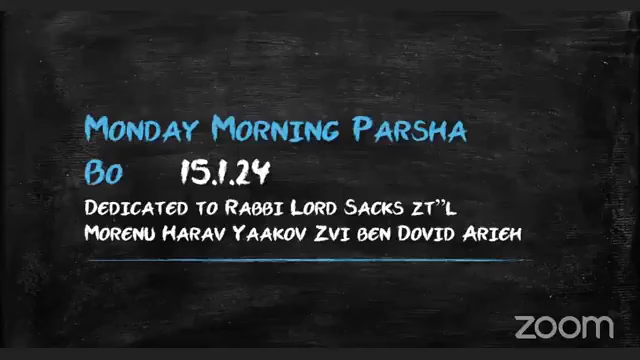 Monday Morning Parsha
Bo 15.1.24
Dedicated to Rabbi Lord Sacks zt”l
Morenu Harav Yaakov Zvi ben Dovid Arieh
zoom